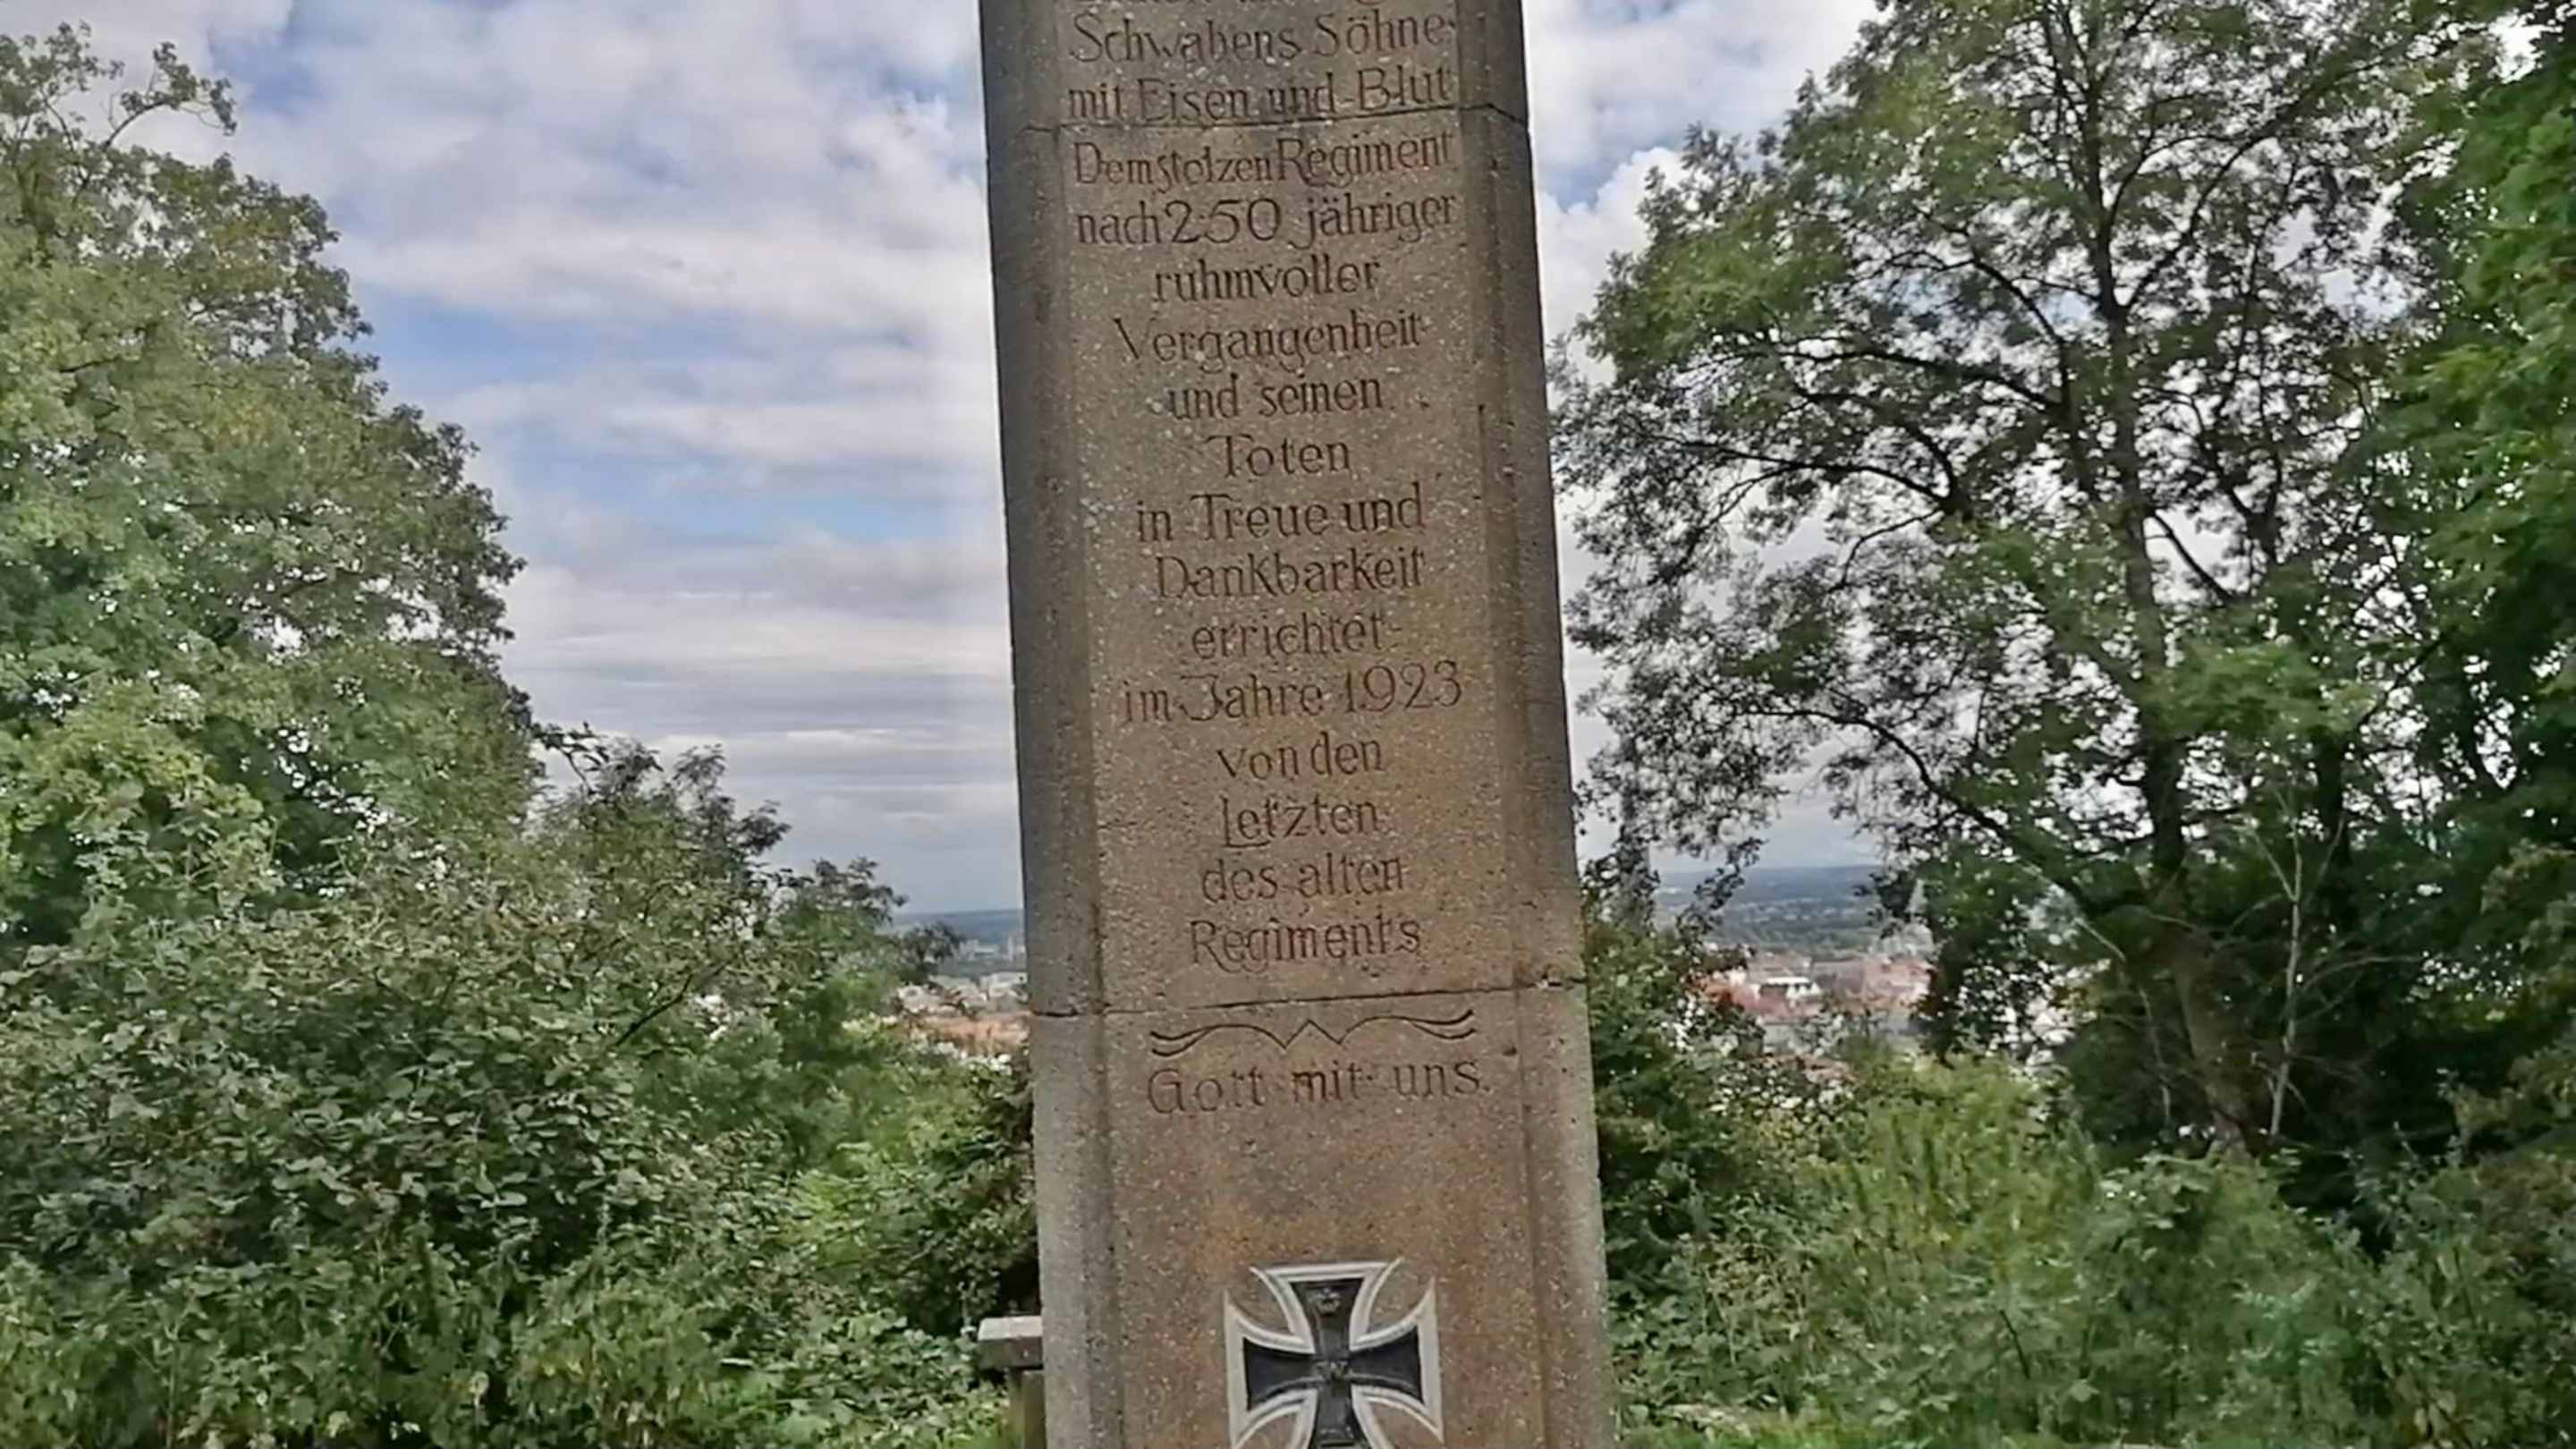 Schwabens Söhne
mit Eisen und Blut
Dem stolzen Regiment
nach 250 jähriger
ruhmvoller
Vergangenheit
und seinen
Toten
in Treue und
Dankbarkeit
errichtet
im Jahre 1923
von den
Letzten
des alten
Regiments
Gott mit uns.
W